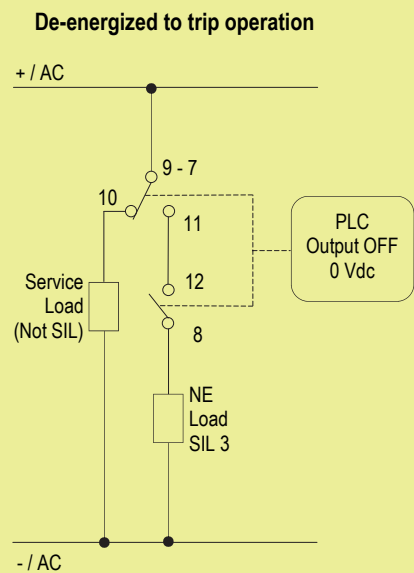 De-energized to trip operation
+ / AC
9 - 7
10
11
PLC
Output OFF
0 Vdc
Service
Load
(Not SIL)
12
8
NE
Load
SIL 3
- / AC